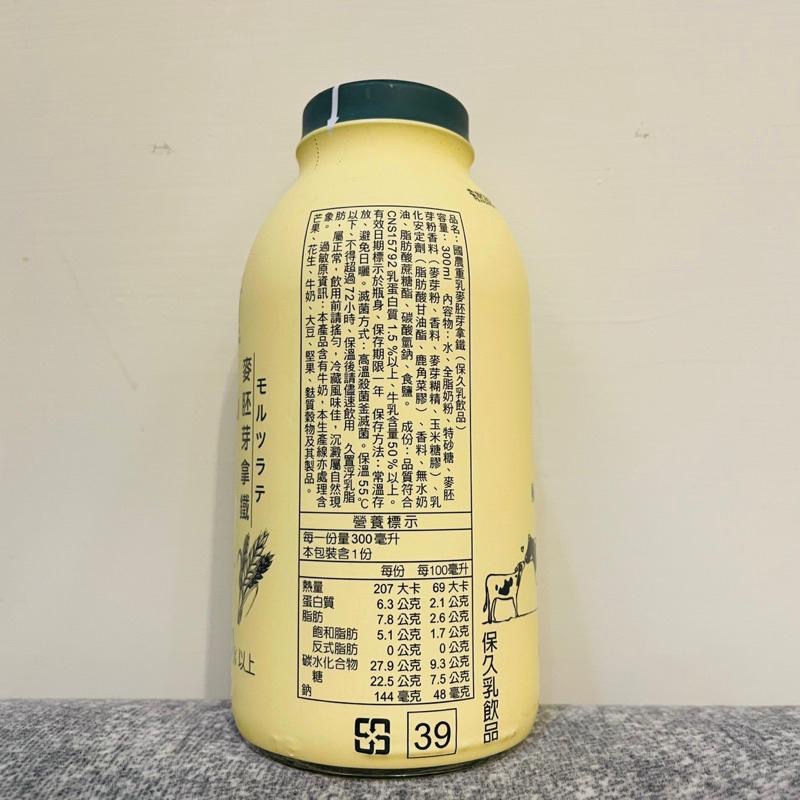 品名：國農重乳麥胚芽拿鐵（保久乳飲品）
容量：300ml 內容物：水、全脂奶粉、特砂糖、麥胚
芽粉香料（麥芽粉、香料、麥芽糊精、玉米糖膠）、乳
化安定劑（脂肪酸甘油酯、鹿角菜膠）、香料、無水奶
油、脂肪酸蔗糖酯、碳酸氫鈉、食鹽。 成份：品質符合
CNS15792乳蛋白質1.5%以上 牛乳含量50%以上。
有效日期標示於瓶身、保存期限一年 保存方法：常溫存
放、避免日曬。滅菌方式：高溫殺菌釜滅菌。保溫55℃
以下、不得超過72小時、保溫後請儘速飲用 久置浮乳脂
肪，屬正常，飲用前請搖勻，冷藏風味佳，沉澱屬自然現
象。 過敏原資訊：本產品含有牛奶，本生產線亦處理含
芒果、花生、牛奶、大豆、堅果、麩質穀物及其製品。
營養標示
每一份量300毫升
本包裝含1份
每份 每100毫升
熱量 207 大卡 69 大卡
蛋白質 6.3 公克 2.1 公克
脂肪 7.8 公克 2.6 公克
飽和脂肪 5.1 公克 1.7 公克
反式脂肪 0 公克 0 公克
碳水化合物 27.9 公克 9.3 公克
糖 22.5 公克 7.5 公克
鈉 144 毫克 48 毫克
39
保久乳飲品
モルツラテ
麥胚芽拿鐵
%以上